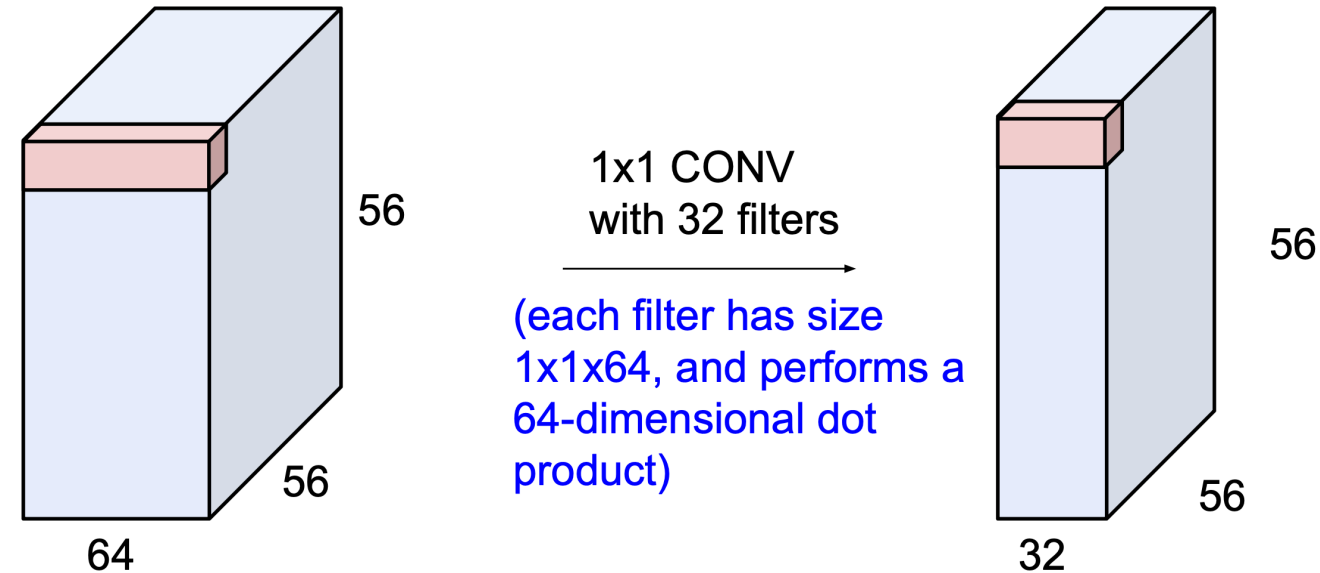 56
56
64
1x1 CONV
with 32 filters
(each filter has size
1x1x64, and performs a
64-dimensional dot
product)
56
56
32